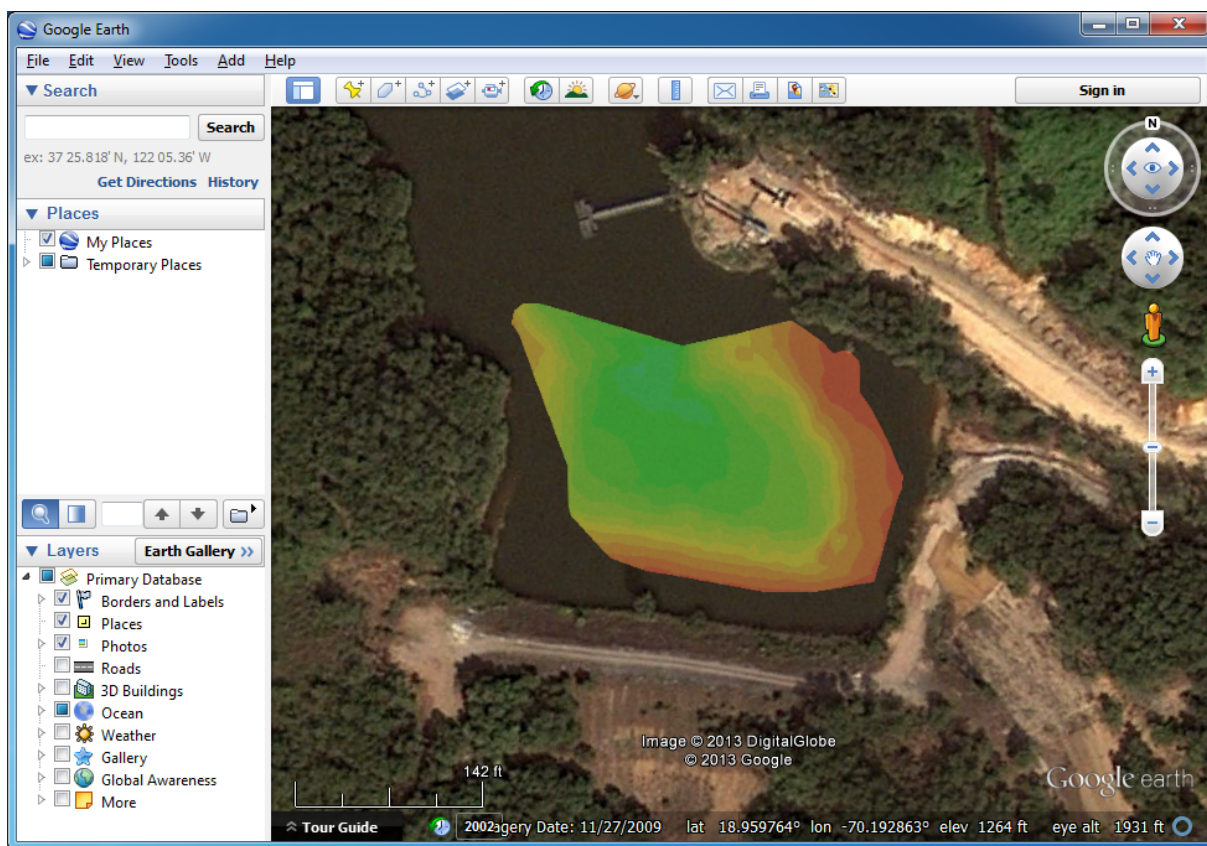 Google Earth
File Edit View Tools Add Help
Search
Sign in
Search
ex: 37 25.818' N, 122 05.36' W
Get Directions History
N
Places
My Places
Temporary Places
Layers
Earth Gallery >>
Primary Database
Borders and Labels
Places
Photos
Roads
3D Buildings
Ocean
Weather
Gallery
Global Awareness
More
Image © 2013 DigitalGlobe
© 2013 Google
142 ft
Google earth
Tour Guide 2002agery Date: 11/27/2009 lat 18.959764° lon -70.192863° elev 1264 ft eye alt 1931 ft